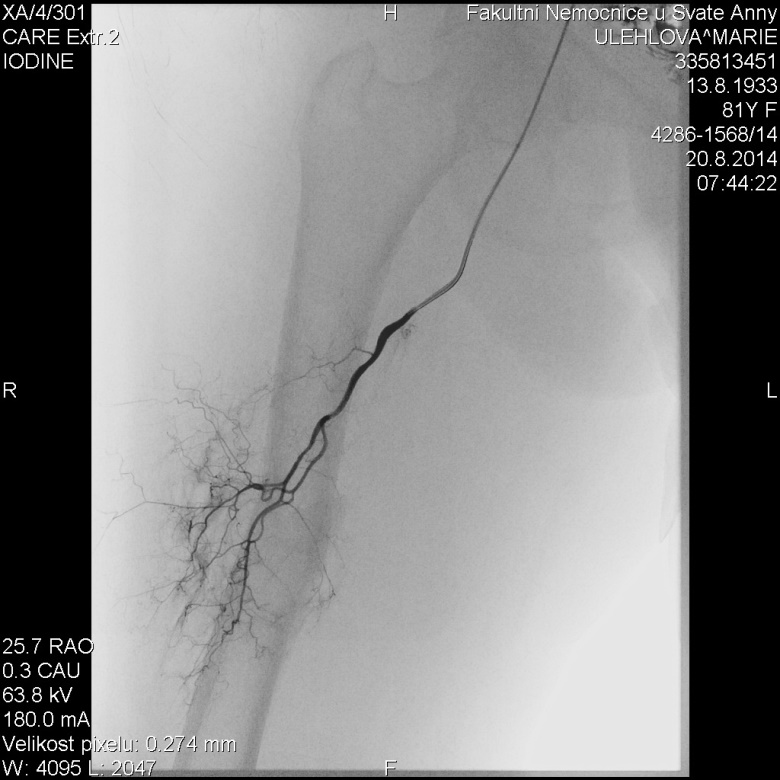 XA/4/301
CARE Extr.2
IODINE
H
Fakultni Nemocnice u Svate Anny
ULEHLOVA^MARIE
335813451
13.8.1933
81Y F
4286-1568/14
20.8.2014
07:44:22
R
L
25.7 RAO
0.3 CAU
63.8 kV
180.0 mA
Velikost pixelu: 0.274 mm
W: 4095 L: 2047
F